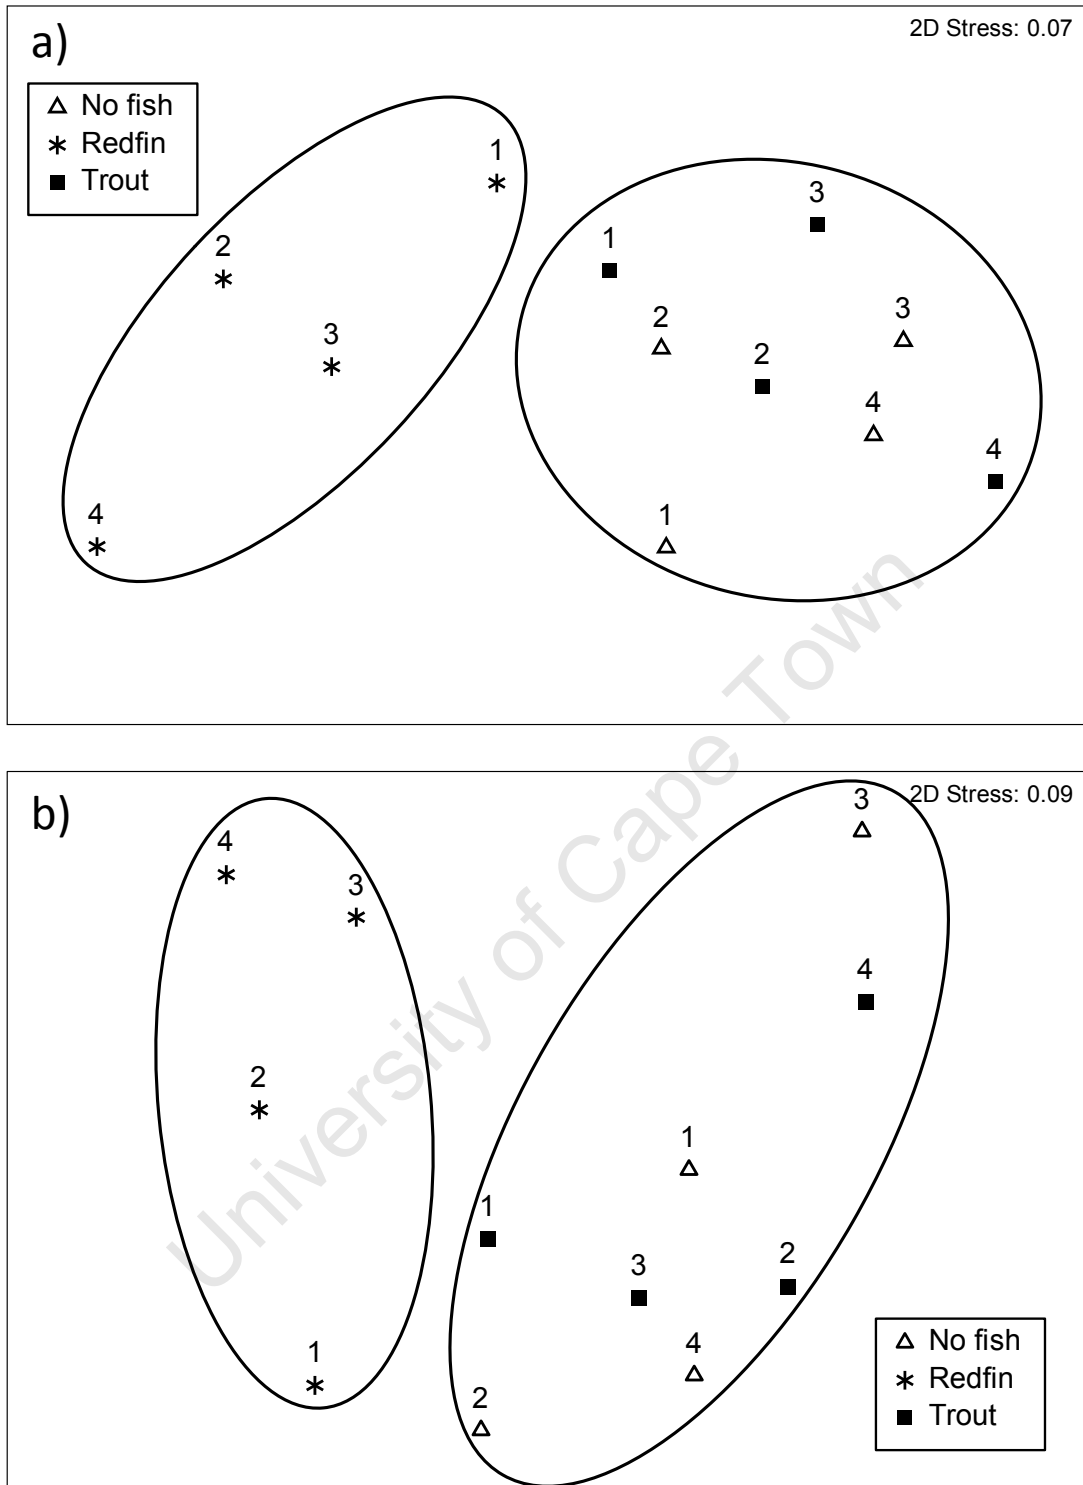 a)
2D Stress: 0.07
No fish
Redfin
Trout
1
3
2
1
3
2
3
2
4
4
4
1
University of Cape Town
b)
2D Stress: 0.09
3
4
3
4
2
1
1
3
2
4
1
2
No fish
Redfin
Trout